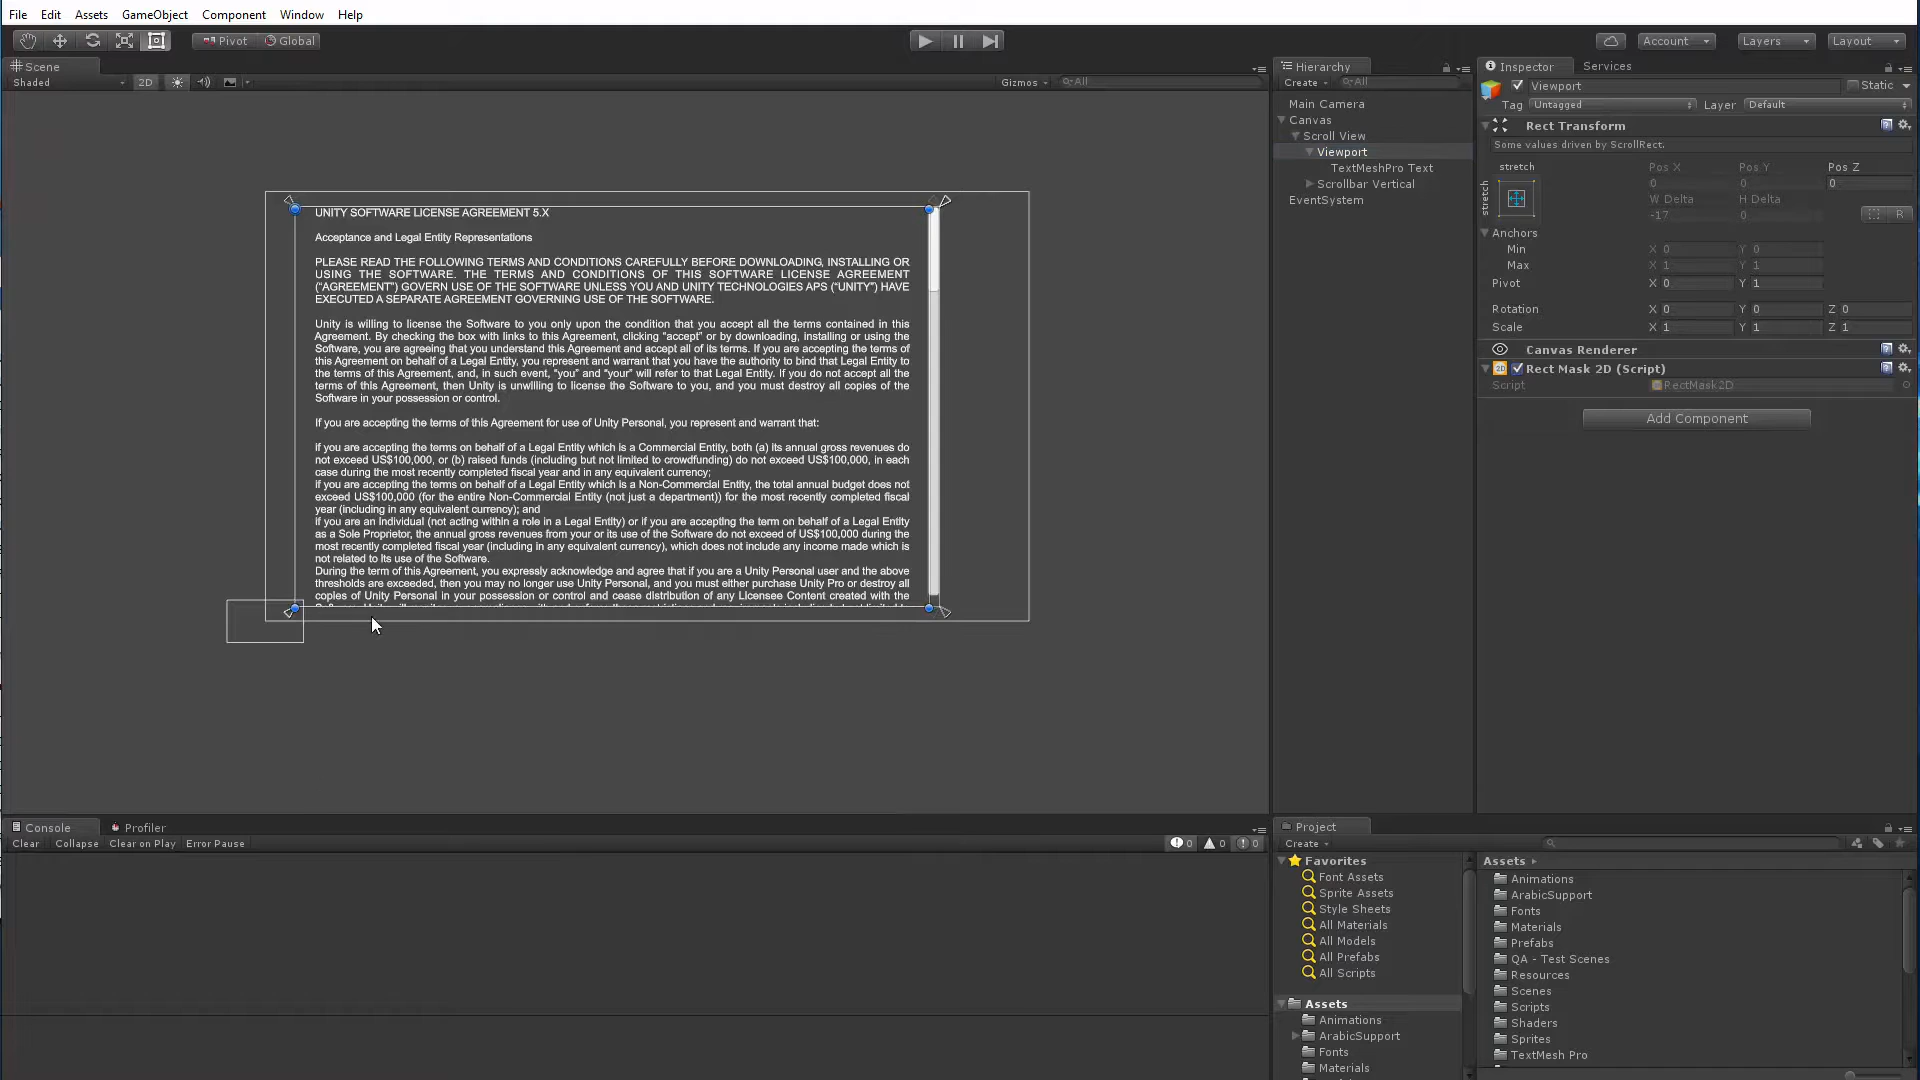 File Edit Assets GameObject Component Window Help
Pivot Global Account Layers Layout
Scene
Shaded 2D Gizmos All
UNITY SOFTWARE LICENSE AGREEMENT 5.X
Acceptance and Legal Entity Representations
PLEASE READ THE FOLLOWING TERMS AND CONDITIONS CAREFULLY BEFORE DOWNLOADING, INSTALLING OR
USING THE SOFTWARE. THE TERMS AND CONDITIONS OF THIS SOFTWARE LICENSE AGREEMENT
(“AGREEMENT”) GOVERN USE OF THE SOFTWARE UNLESS YOU AND UNITY TECHNOLOGIES APS (“UNITY”) HAVE
EXECUTED A SEPARATE AGREEMENT GOVERNING USE OF THE SOFTWARE.
Unity is willing to license the Software to you only upon the condition that you accept all the terms contained in this
Agreement. By checking the box with links to this Agreement, clicking “accept” or by downloading, installing or using the
Software, you are agreeing that you understand this Agreement and accept all of its terms. If you are accepting the terms of
this Agreement on behalf of a Legal Entity, you represent and warrant that you have the authority to bind that Legal Entity to
the terms of this Agreement, and, in such event, “you” and “your” will refer to that Legal Entity. If you do not accept all the
terms of this Agreement, then Unity is unwilling to license the Software to you, and you must destroy all copies of the
Software in your possession or control.
If you are accepting the terms of this Agreement for use of Unity Personal, you represent and warrant that:
if you are accepting the terms on behalf of a Legal Entity which is a Commercial Entity, both (a) its annual gross revenues do
not exceed US$100,000, or (b) raised funds (including but not limited to crowdfunding) do not exceed US$100,000, in each
case during the most recently completed fiscal year and in any equivalent currency;
if you are accepting the terms on behalf of a Legal Entity which is a Non-Commercial Entity, the total annual budget does not
exceed US$100,000 (for the entire Non-Commercial Entity (not just a department)) for the most recently completed fiscal
year (including in any equivalent currency); and
if you are an individual (not acting within a role in a Legal Entity) or if you are accepting the term on behalf of a Legal Entity
as a Sole Proprietor, the annual gross revenues from your or its use of the Software do not exceed of US$100,000 during the
most recently completed fiscal year (including in any equivalent currency), which does not include any income made which is
not related to its use of the Software.
During the term of this Agreement, you expressly acknowledge and agree that if you are a Unity Personal user and the above
thresholds are exceeded, then you may no longer use Unity Personal, and you must either purchase Unity Pro or destroy all
copies of Unity Personal in your possession or control and cease distribution of any Licensee Content created with the
Hierarchy
Create All
Main Camera
Canvas
Scroll View
Viewport
TextMeshPro Text
Scrollbar Vertical
EventSystem
Inspector Services
Viewport Static
Tag Untagged Layer Default
Rect Transform
Some values driven by ScrollRect.
stretch Pos X Pos Y Pos Z
stretch 0 0 0
W Delta H Delta
-17 0 R
Anchors
Min X 0 Y 0
Max X 1 Y 1
Pivot X 0 Y 1
Rotation X 0 Y 0 Z 0
Scale X 1 Y 1 Z 1
Canvas Renderer
Rect Mask 2D (Script)
Script RectMask2D
Add Component
Console Profiler
Clear Collapse Clear on Play Error Pause 0 0 0
Project
Create
Favorites
Font Assets
Sprite Assets
Style Sheets
All Materials
All Models
All Prefabs
All Scripts
Assets
Animations
ArabicSupport
Fonts
Materials
Assets
Animations
ArabicSupport
Fonts
Materials
Prefabs
QA - Test Scenes
Resources
Scenes
Scripts
Shaders
Sprites
TextMesh Pro